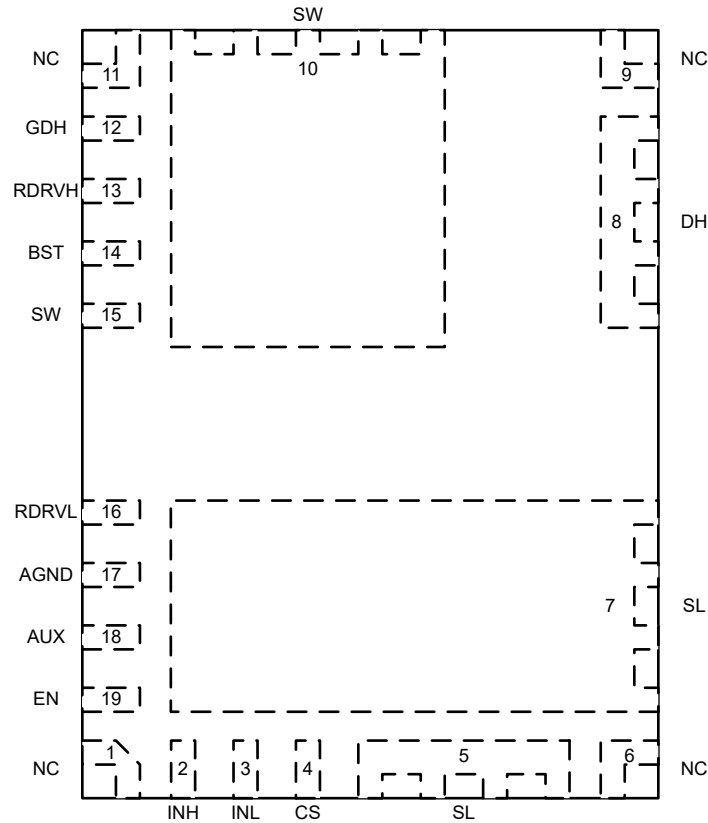 SW
NC 11 10 9 NC
GDH 12
RDRVH 13 8 DH
BST 14
SW 15
RDRVL 16
AGND 17
7 SL
AUX 18
EN 19
NC 1 2 3 4 5 6 NC
INH INL CS SL